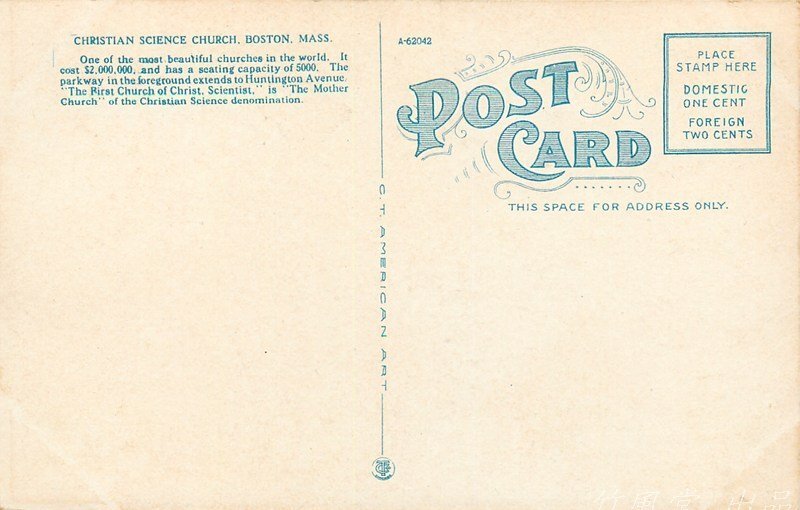 CHRISTIAN SCIENCE CHURCH, BOSTON, MASS.
One of the most beautiful churches in the world. It
cost $2,000,000, and has a seating capacity of 5000. The
parkway in the foreground extends to Huntington Avenue.
"The First Church of Christ, Scientist," is "The Mother
Church" of the Christian Science denomination.
C. T. AMERICAN ART
A-62042
POST
CARD
PLACE
STAMP HERE
DOMESTIC
ONE CENT
FOREIGN
TWO CENTS
THIS SPACE FOR ADDRESS ONLY.